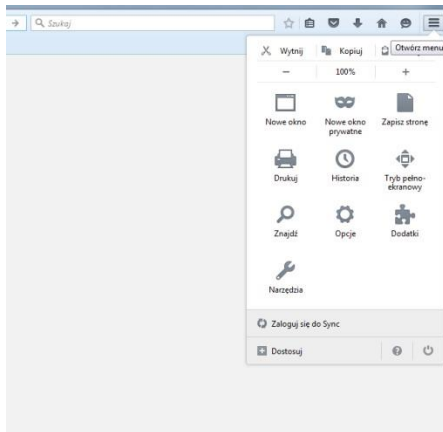 Szukaj
Wytnij Kopiuj Otwórz menu
100%
Nowe okno Nowe okno prywatne Zapisz stronę
Drukuj Historia Tryb pełno-ekranowy
Znajdź Opcje Dodatki
Narzędzia
Zaloguj się do Sync
Dostosuj